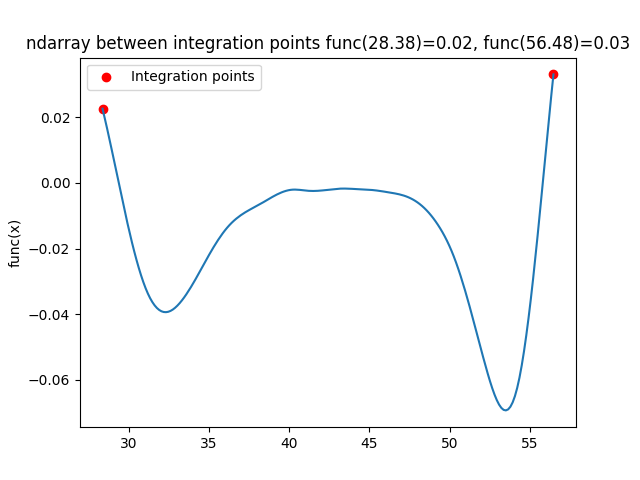 ndarray between integration points func(28.38)=0.02, func(56.48)=0.03
Integration points
func(x)
0.02
0.00
−0.02
−0.04
−0.06
30 35 40 45 50 55